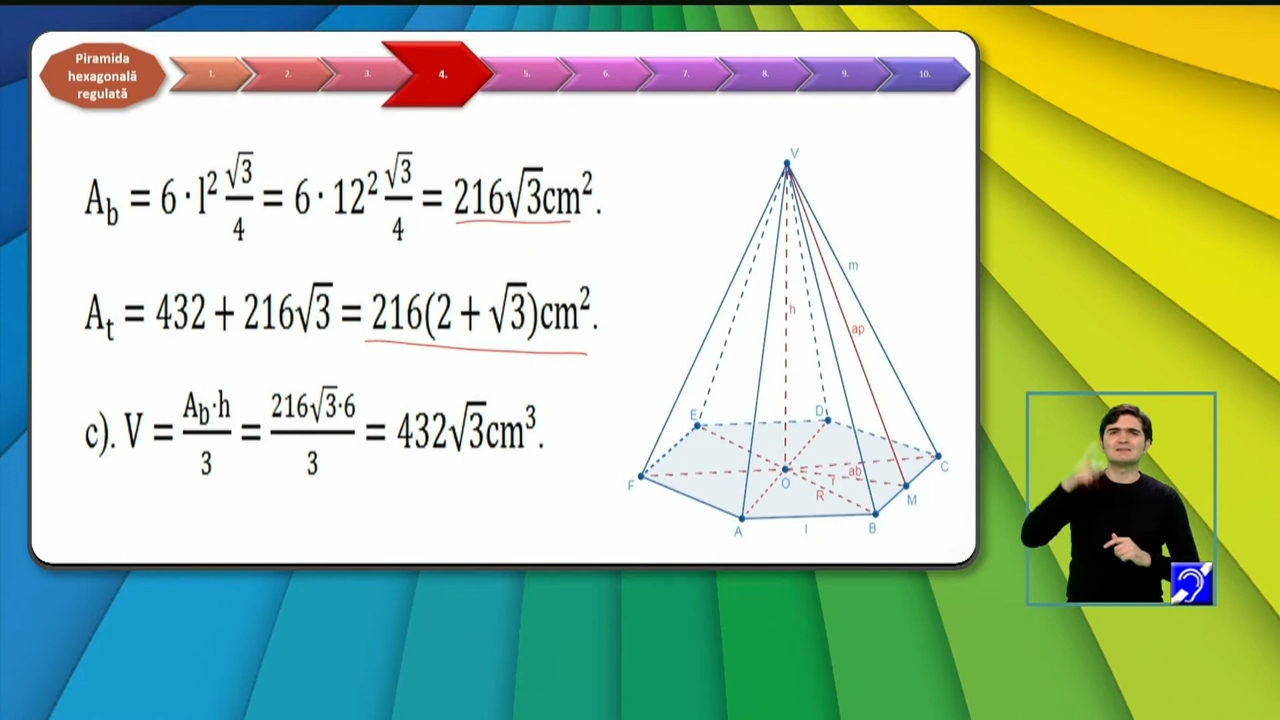 Piramida
hexagonală
regulată
1.
2.
3.
4.
5.
6.
7.
8.
9.
10.
A_b = 6 · l² √3/4 = 6 · 12² √3/4 = 216√3cm².
A_t = 432 + 216√3 = 216(2 + √3)cm².
c). V = A_b·h/3 = 216√3·6/3 = 432√3cm³.
V
m
h
ap
E
D
C
F
O
ab
r
R
M
A
l
B